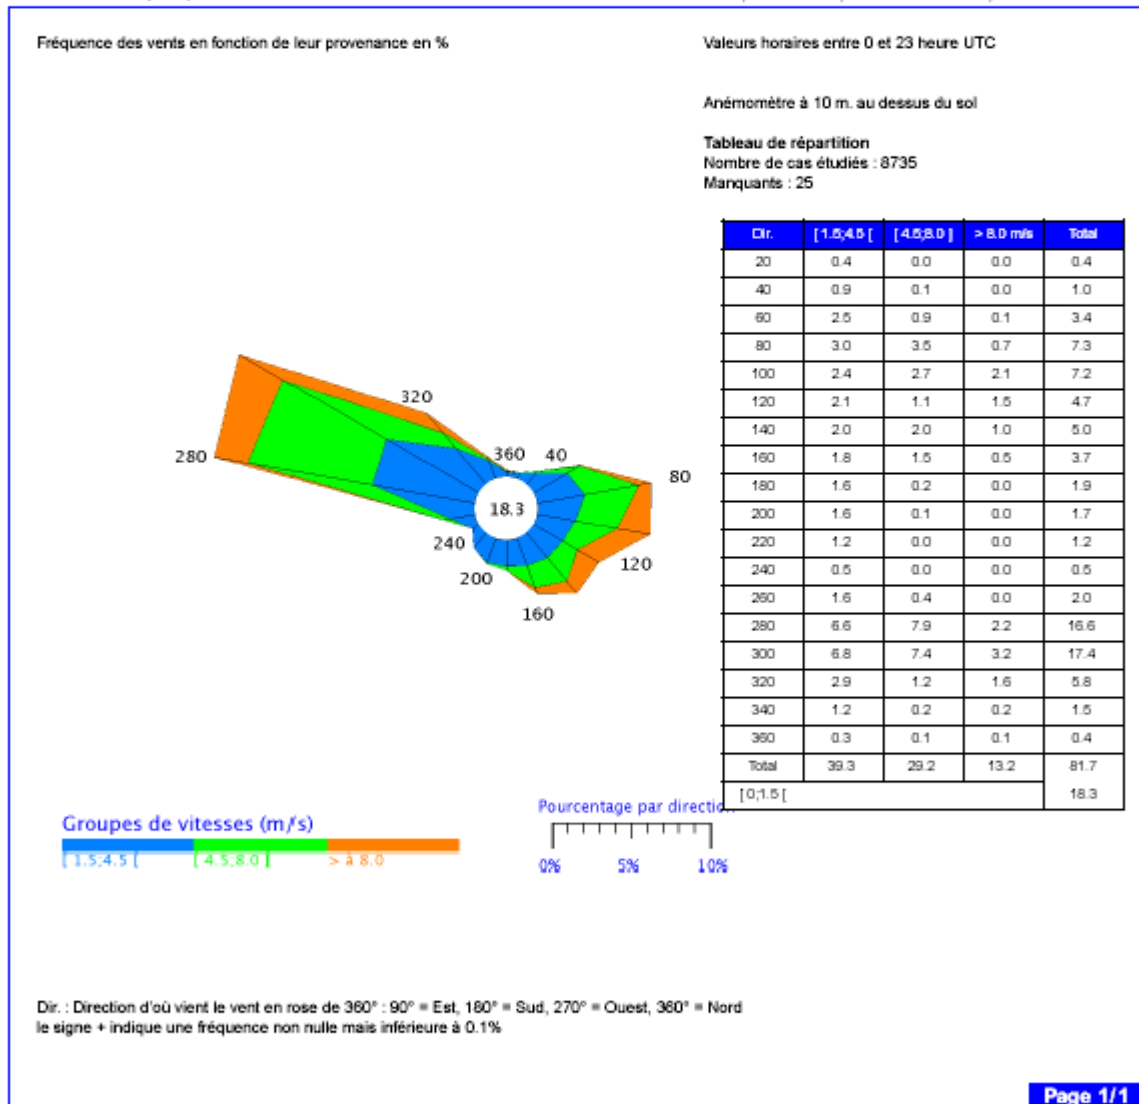 Fréquence des vents en fonction de leur provenance en %
Valeurs horaires entre 0 et 23 heure UTC
Anémomètre à 10 m. au dessus du sol
Tableau de répartition
Nombre de cas étudiés : 8735
Manquants : 25
Dir. [ 1.5;4.5 [ [ 4.5;8.0 ] > 8.0 m/s Total
20 0.4 0.0 0.0 0.4
40 0.9 0.1 0.0 1.0
60 2.5 0.9 0.1 3.4
80 3.0 3.5 0.7 7.3
100 2.4 2.7 2.1 7.2
120 2.1 1.1 1.5 4.7
140 2.0 2.0 1.0 5.0
160 1.8 1.5 0.5 3.7
180 1.6 0.2 0.0 1.9
200 1.6 0.1 0.0 1.7
220 1.2 0.0 0.0 1.2
240 0.5 0.0 0.0 0.5
260 1.6 0.4 0.0 2.0
280 6.6 7.9 2.2 16.6
300 6.8 7.4 3.2 17.4
320 2.9 1.2 1.6 5.8
340 1.2 0.2 0.2 1.5
360 0.3 0.1 0.1 0.4
Total 39.3 29.2 13.2 81.7
[ 0;1.5 [ 18.3
320
360 40
280
80
18.3
240
120
200
160
Groupes de vitesses (m/s)
[ 1.5;4.5 [ [ 4.5;8.0 ] > à 8.0
Pourcentage par direction
0% 5% 10%
Dir. : Direction d'où vient le vent en rose de 360° : 90° = Est, 180° = Sud, 270° = Ouest, 360° = Nord
le signe + indique une fréquence non nulle mais inférieure à 0.1%
Page 1/1